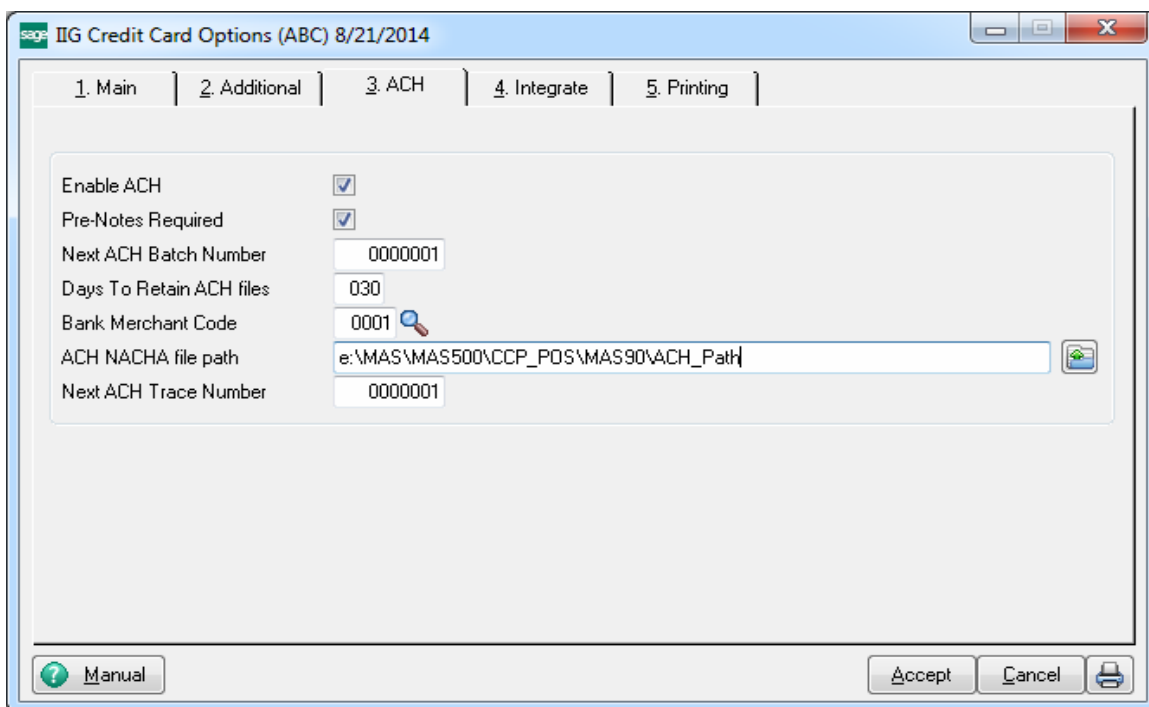 sage IIG Credit Card Options (ABC) 8/21/2014
1. Main 2. Additional 3. ACH 4. Integrate 5. Printing
Enable ACH
Pre-Notes Required
Next ACH Batch Number 0000001
Days To Retain ACH files 030
Bank Merchant Code 0001
ACH NACHA file path e:\MAS\MAS500\CCP_POS\MAS90\ACH_Path
Next ACH Trace Number 0000001
? Manual Accept Cancel